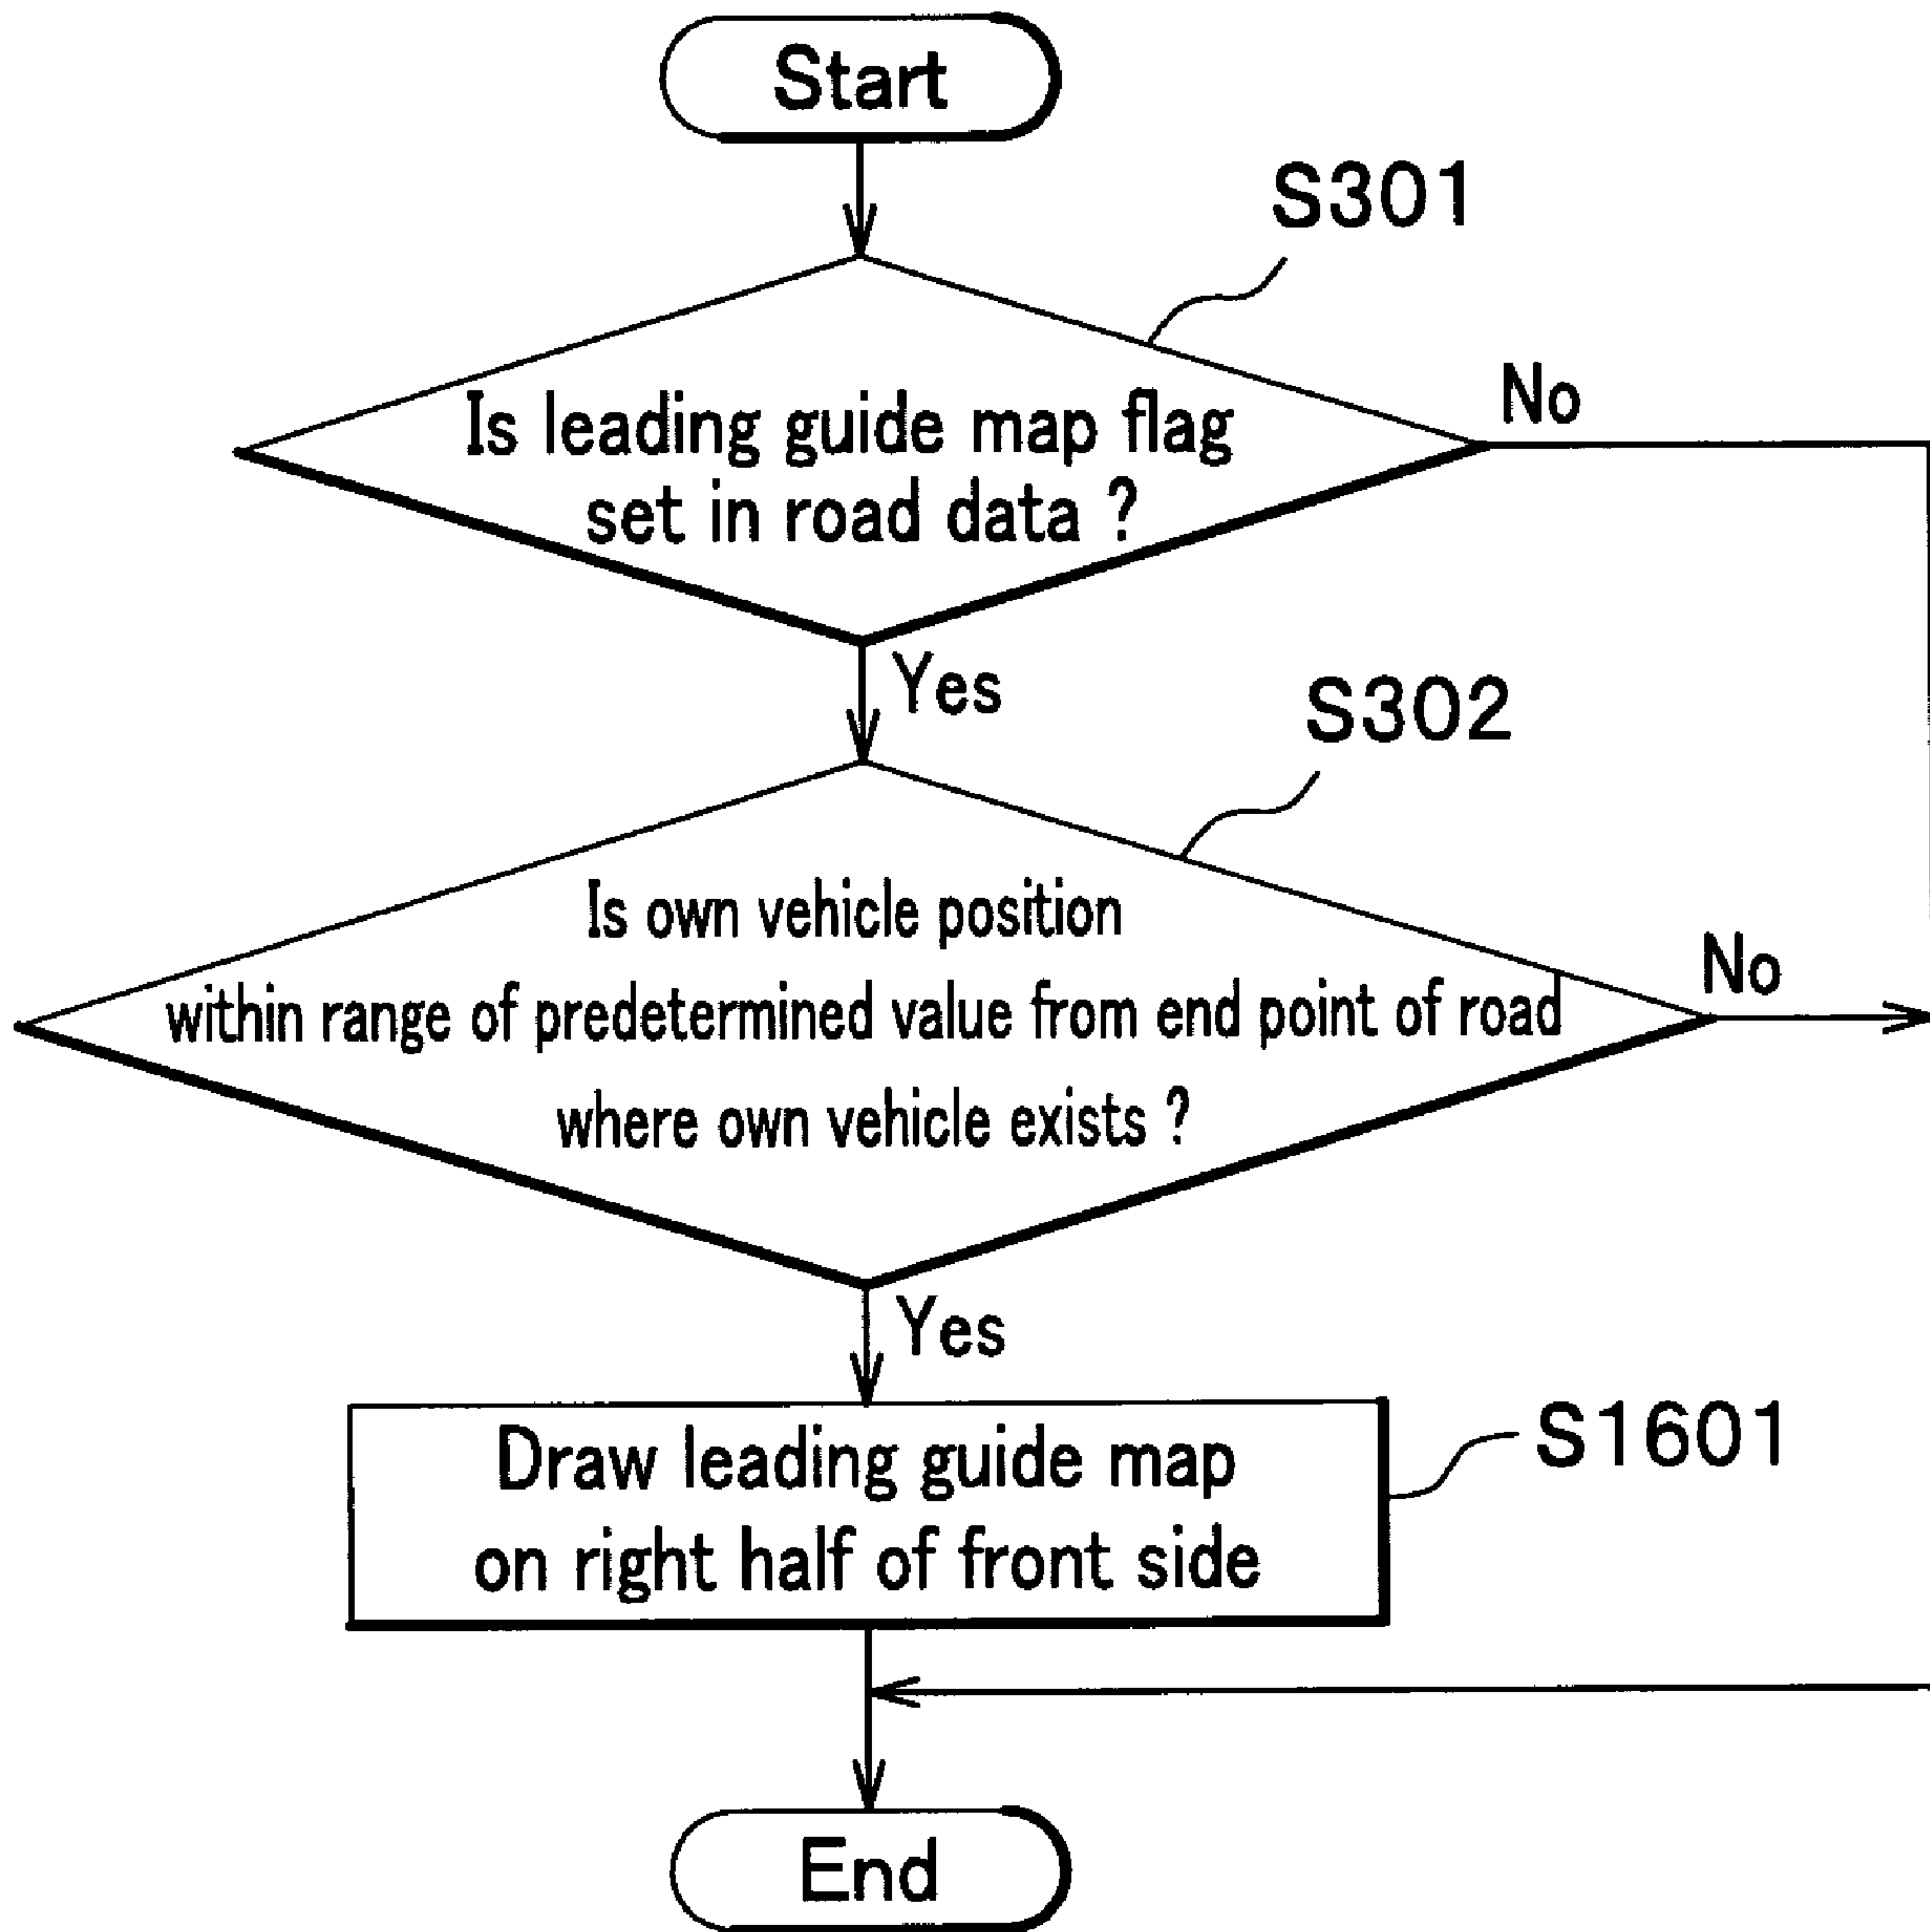 Start
S301
Is leading guide map flag
set in road data ?
No
Yes
S302
Is own vehicle position
within range of predetermined value from end point of road
where own vehicle exists ?
No
Yes
Draw leading guide map
on right half of front side
S1601
End